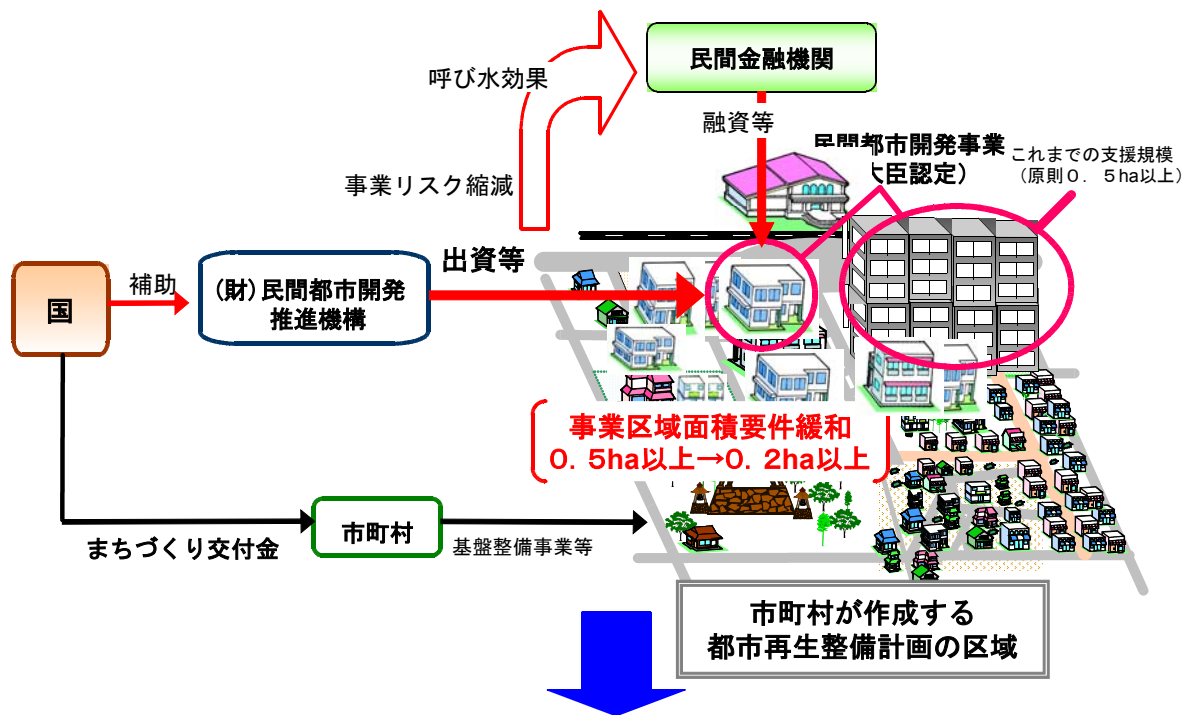 民間金融機関
呼び水効果
融資等
民間都市開発事業
大臣認定）
これまでの支援規模
（原則０．５ha以上）
事業リスク縮減
出資等
国
補助
(財)民間都市開発
推進機構
事業区域面積要件緩和
０．５ha以上→０．２ha以上
まちづくり交付金
市町村
基盤整備事業等
市町村が作成する
都市再生整備計画の区域